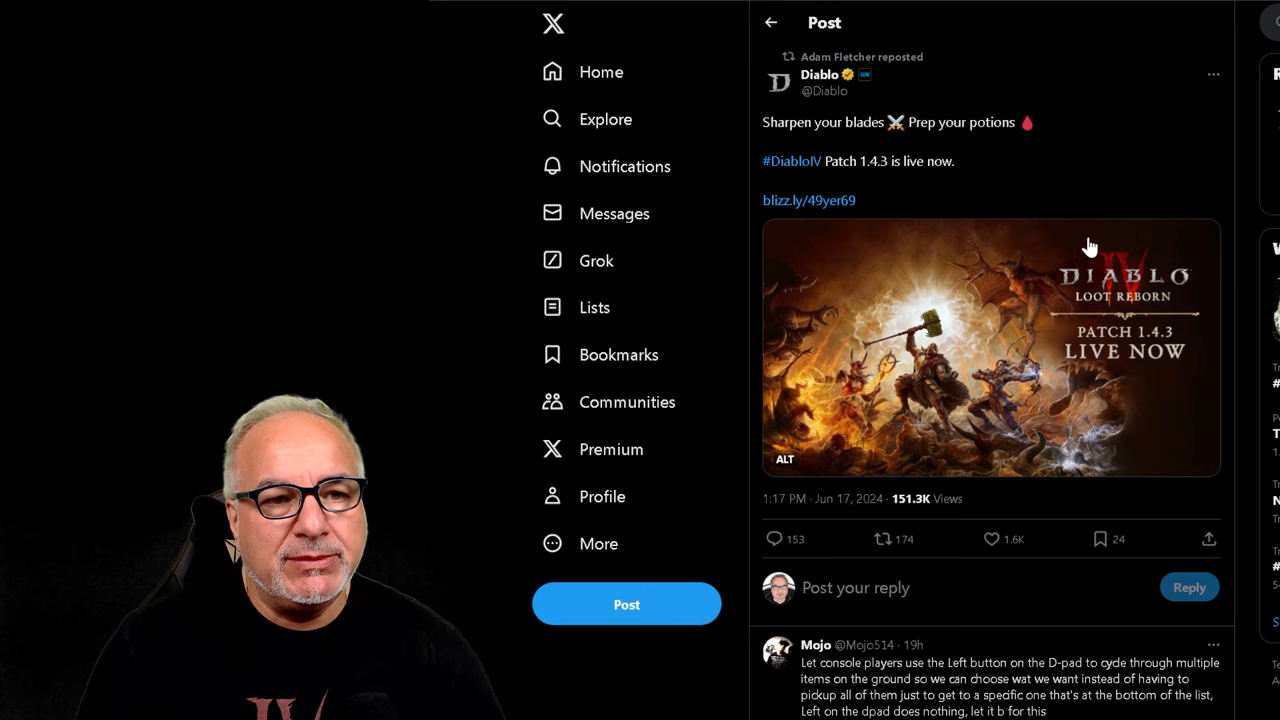 Home
Explore
Notifications
Messages
Grok
Lists
Bookmarks
Communities
Premium
Profile
More
Post
Post
Adam Fletcher reposted
Diablo
@Diablo
Sharpen your blades ⚔️ Prep your potions 🩸
#DiabloIV Patch 1.4.3 is live now.
blizz.ly/49yer69
DIABLO
IV
LOOT REBORN
PATCH 1.4.3
LIVE NOW
ALT
1:17 PM · Jun 17, 2024 · 151.3K Views
153
174
1.6K
24
Post your reply
Reply
Mojo @Mojo514 · 19h
Let console players use the Left button on the D-pad to cycle through multiple
items on the ground so we can choose wat we want instead of having to
pickup all of them just to get to a specific one that's at the bottom of the list,
Left on the dpad does nothing, let it b for this